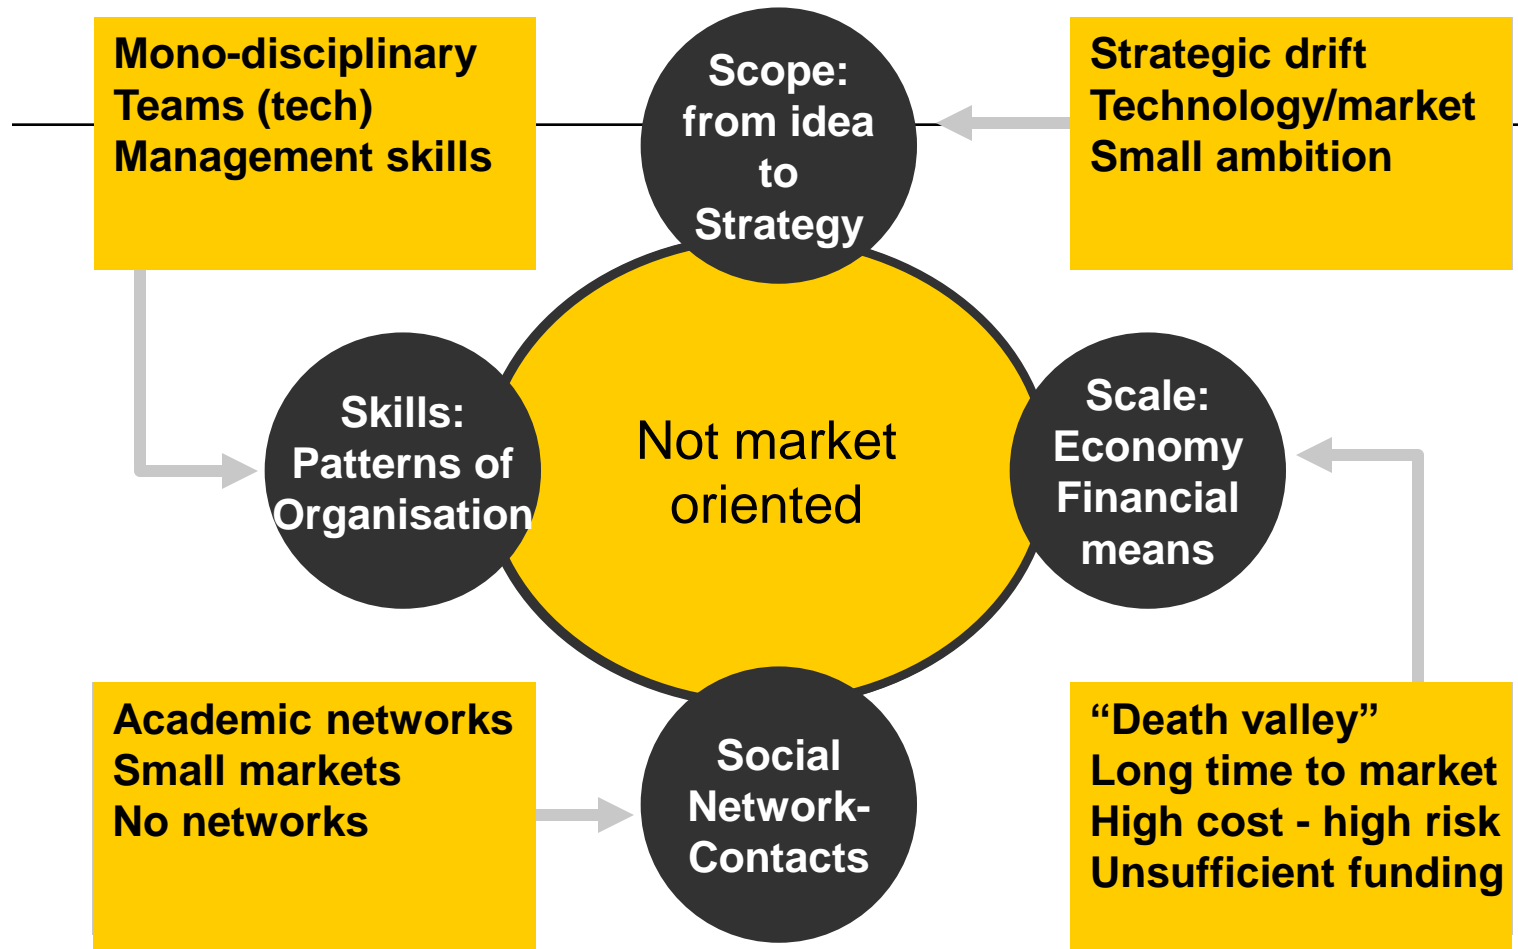 Mono-disciplinary
Teams (tech)
Management skills
Scope:
from idea
to
Strategy
Strategic drift
Technology/market
Small ambition
Skills:
Patterns of
Organisation
Not market
oriented
Scale:
Economy
Financial
means
Academic networks
Small markets
No networks
Social
Network-
Contacts
“Death valley”
Long time to market
High cost - high risk
Unsufficient funding